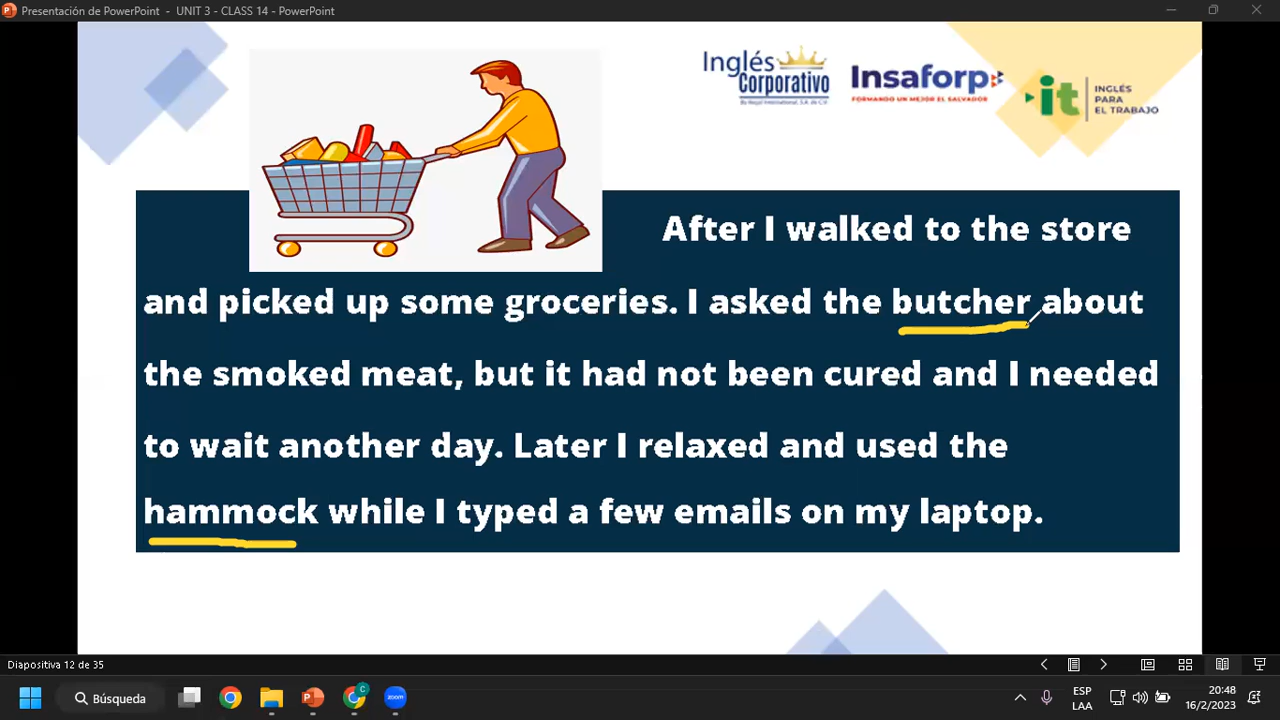 Presentación de PowerPoint - UNIT 3 - CLASS 14 - PowerPoint
Inglés
Corporativo
Insaforp
FORMANDO UN MEJOR EL SALVADOR
it
INGLÉS
PARA
EL TRABAJO
After I walked to the store
and picked up some groceries. I asked the butcher about
the smoked meat, but it had not been cured and I needed
to wait another day. Later I relaxed and used the
hammock while I typed a few emails on my laptop.
Diapositiva 12 de 35
Búsqueda
zoom
ESP
LAA
20:48
16/2/2023